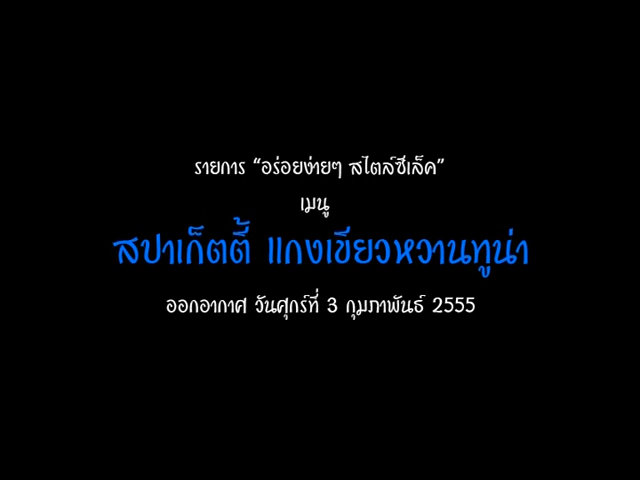 รายการ “อร่อยง่ายๆ สไตล์ซีเล็ค”
เมนู
สปาเก็ตตี้ แกงเขียวหวานทูน่า
ออกอากาศ วันศุกร์ที่ 3 กุมภาพันธ์ 2555